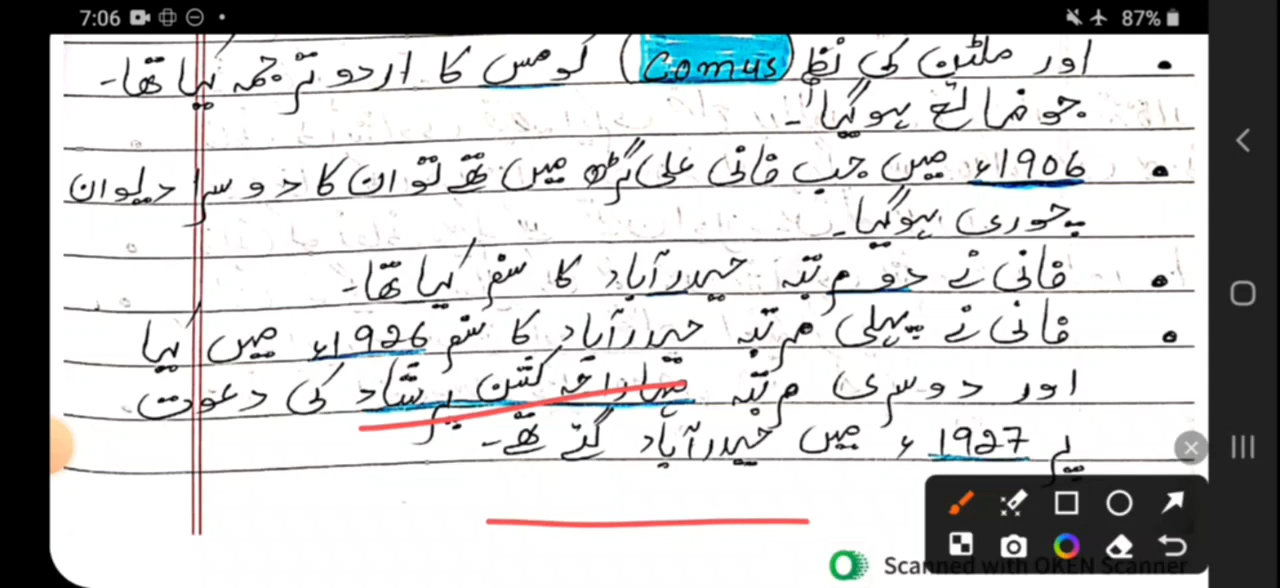 7:06
87%
اور ملٹن کی نظم (Comus) کومس کا اردو ترجمہ کیا تھا۔
جو ضائع ہوگیا۔
1906ء میں جب فانی علی گڑھ میں تھے تو ان کا دوسرا دیوان
چوری ہوگیا۔
فانی نے دو مرتبہ حیدرآباد کا سفر کیا تھا۔
فانی نے پہلی مرتبہ حیدرآباد کا سفر 1926ء میں کیا
اور دوسری مرتبہ مہاراجہ کشن پرشاد کی دعوت
پر 1927ء میں حیدرآباد گئے تھے۔
Scanned with OKEN Scanner